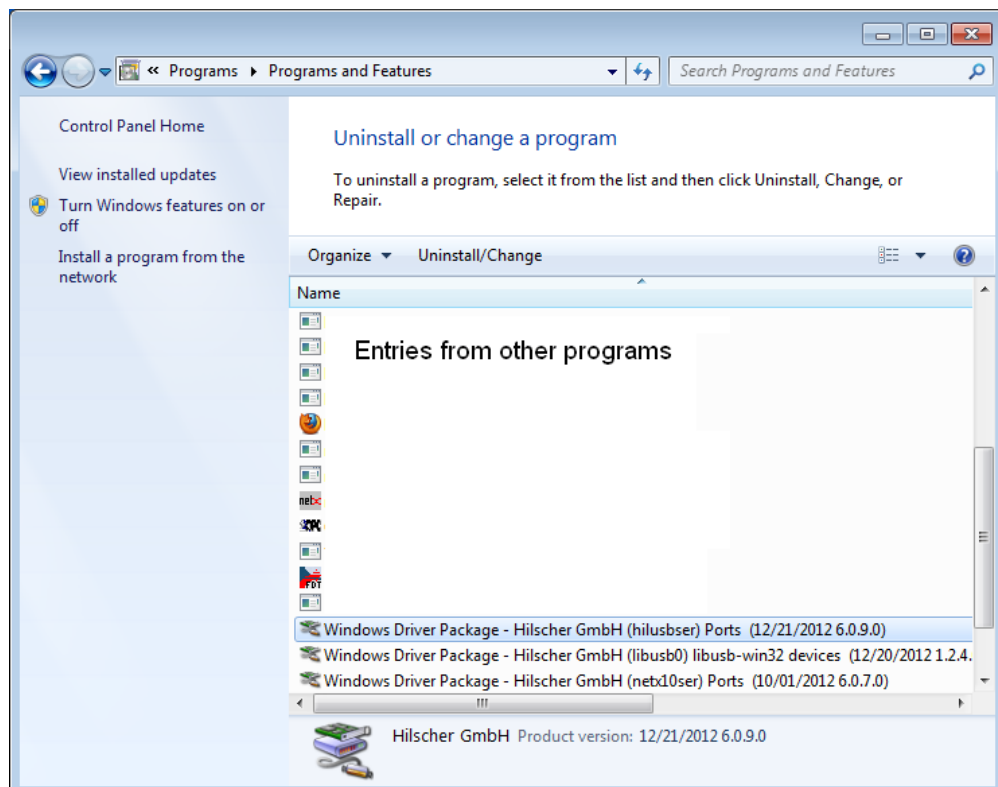 « Programs ▸ Programs and Features
Search Programs and Features
Control Panel Home
View installed updates
Turn Windows features on or
off
Install a program from the
network
Uninstall or change a program
To uninstall a program, select it from the list and then click Uninstall, Change, or
Repair.
Organize Uninstall/Change
Name
Entries from other programs
netx
OPC
FDT
Windows Driver Package - Hilscher GmbH (hilusbser) Ports (12/21/2012 6.0.9.0)
Windows Driver Package - Hilscher GmbH (libusb0) libusb-win32 devices (12/20/2012 1.2.4.
Windows Driver Package - Hilscher GmbH (netx10ser) Ports (10/01/2012 6.0.7.0)
Hilscher GmbH Product version: 12/21/2012 6.0.9.0